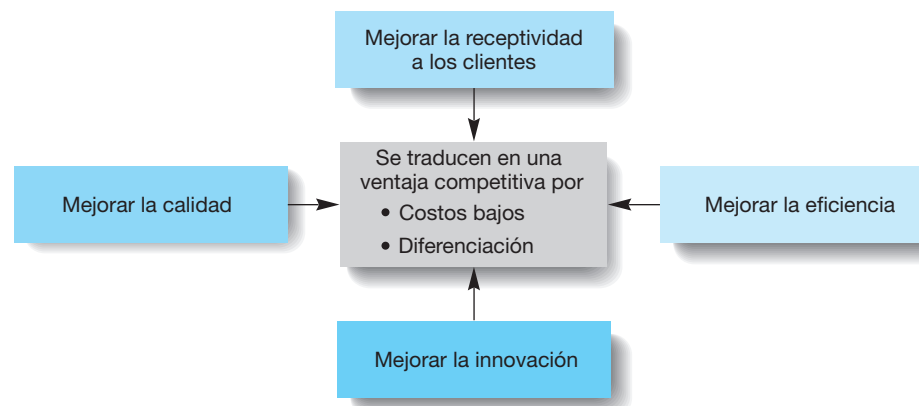 Mejorar la receptividad
a los clientes
Se traducen en una
ventaja competitiva por
• Costos bajos
• Diferenciación
Mejorar la calidad
Mejorar la eficiencia
Mejorar la innovación